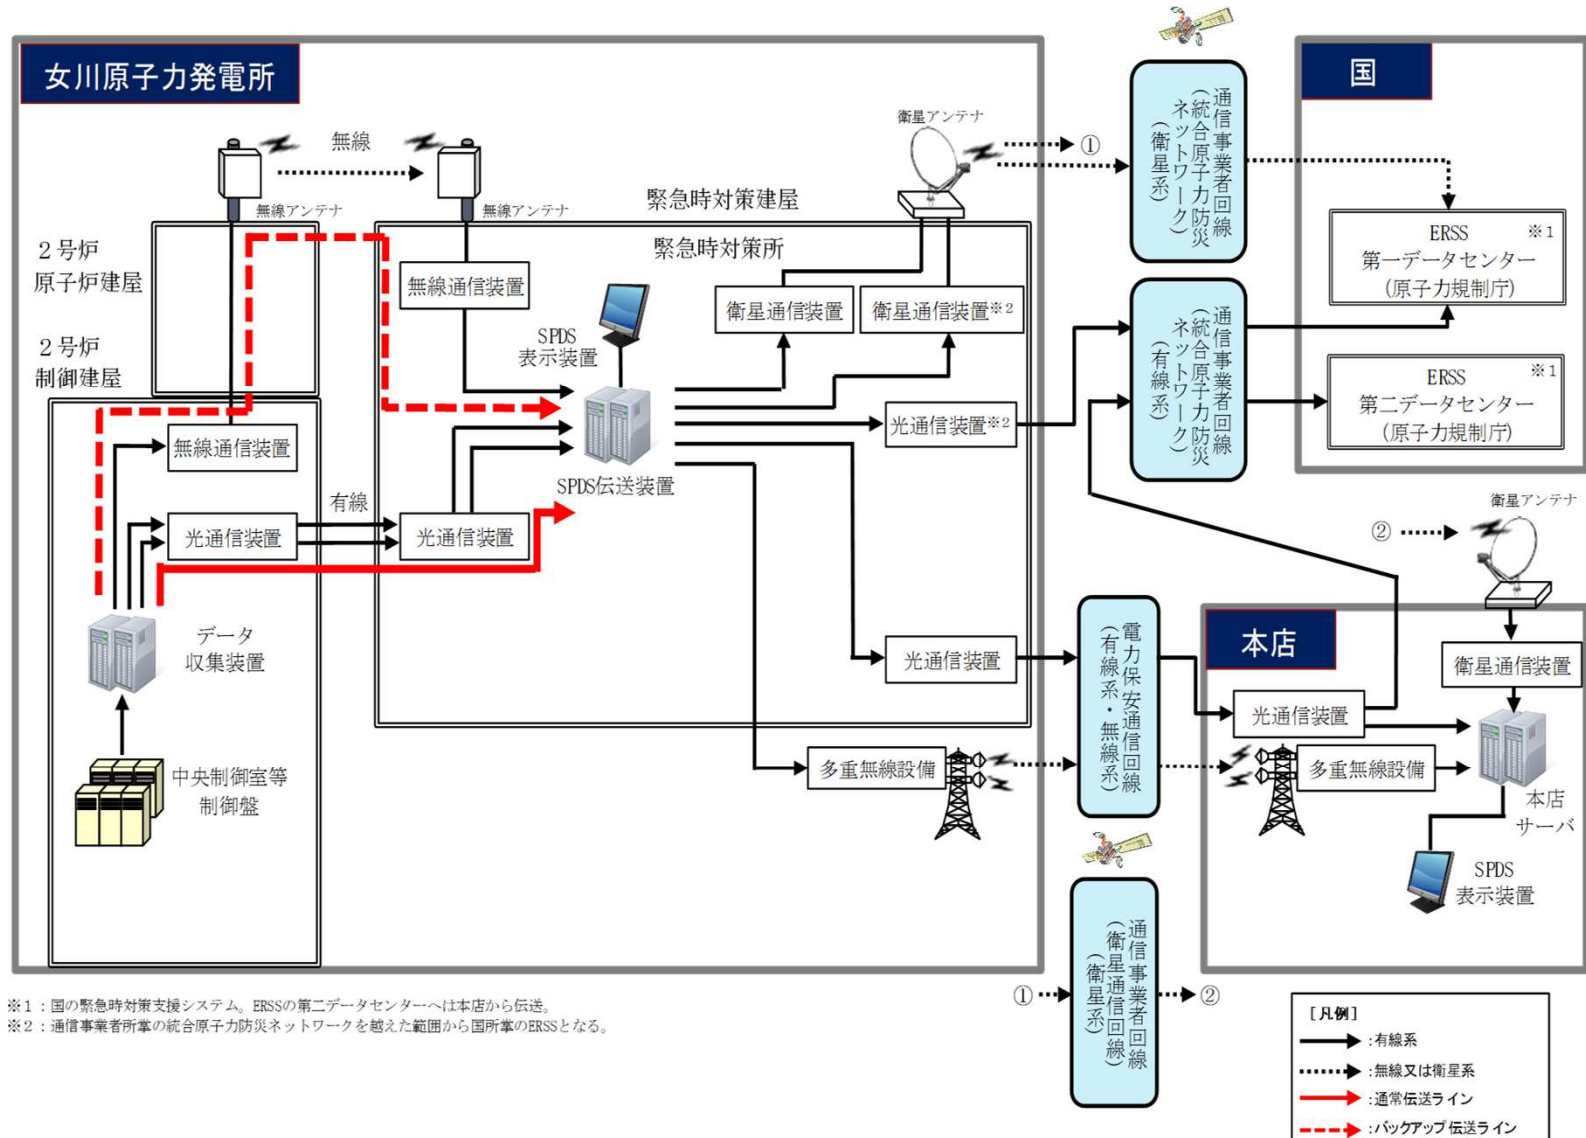 女川原子力発電所
無線
無線アンテナ
無線アンテナ
衛星アンテナ
①
2号炉
原子炉建屋
2号炉
制御建屋
緊急時対策建屋
緊急時対策所
無線通信装置
SPDS
表示装置
衛星通信装置
衛星通信装置※2
無線通信装置
SPDS伝送装置
光通信装置※2
有線
光通信装置
光通信装置
データ
収集装置
光通信装置
中央制御室等
制御盤
多重無線設備
通信事業者回線
(統合原子力防災
ネットワーク)
(衛星系)
通信事業者回線
(統合原子力防災
ネットワーク)
(有線系)
電力保安通信回線
(有線系・無線系)
①
通信事業者回線
(衛星通信回線)
(衛星系)
②
国
ERSS ※1
第一データセンター
(原子力規制庁)
ERSS ※1
第二データセンター
(原子力規制庁)
衛星アンテナ
②
本店
衛星通信装置
光通信装置
多重無線設備
本店
サーバ
SPDS
表示装置
※1：国の緊急時対策支援システム。ERSSの第二データセンターへは本店から伝送。
※2：通信事業者所掌の統合原子力防災ネットワークを越えた範囲から国所掌のERSSとなる。
[凡例]
:有線系
:無線又は衛星系
:通常伝送ライン
:バックアップ伝送ライン